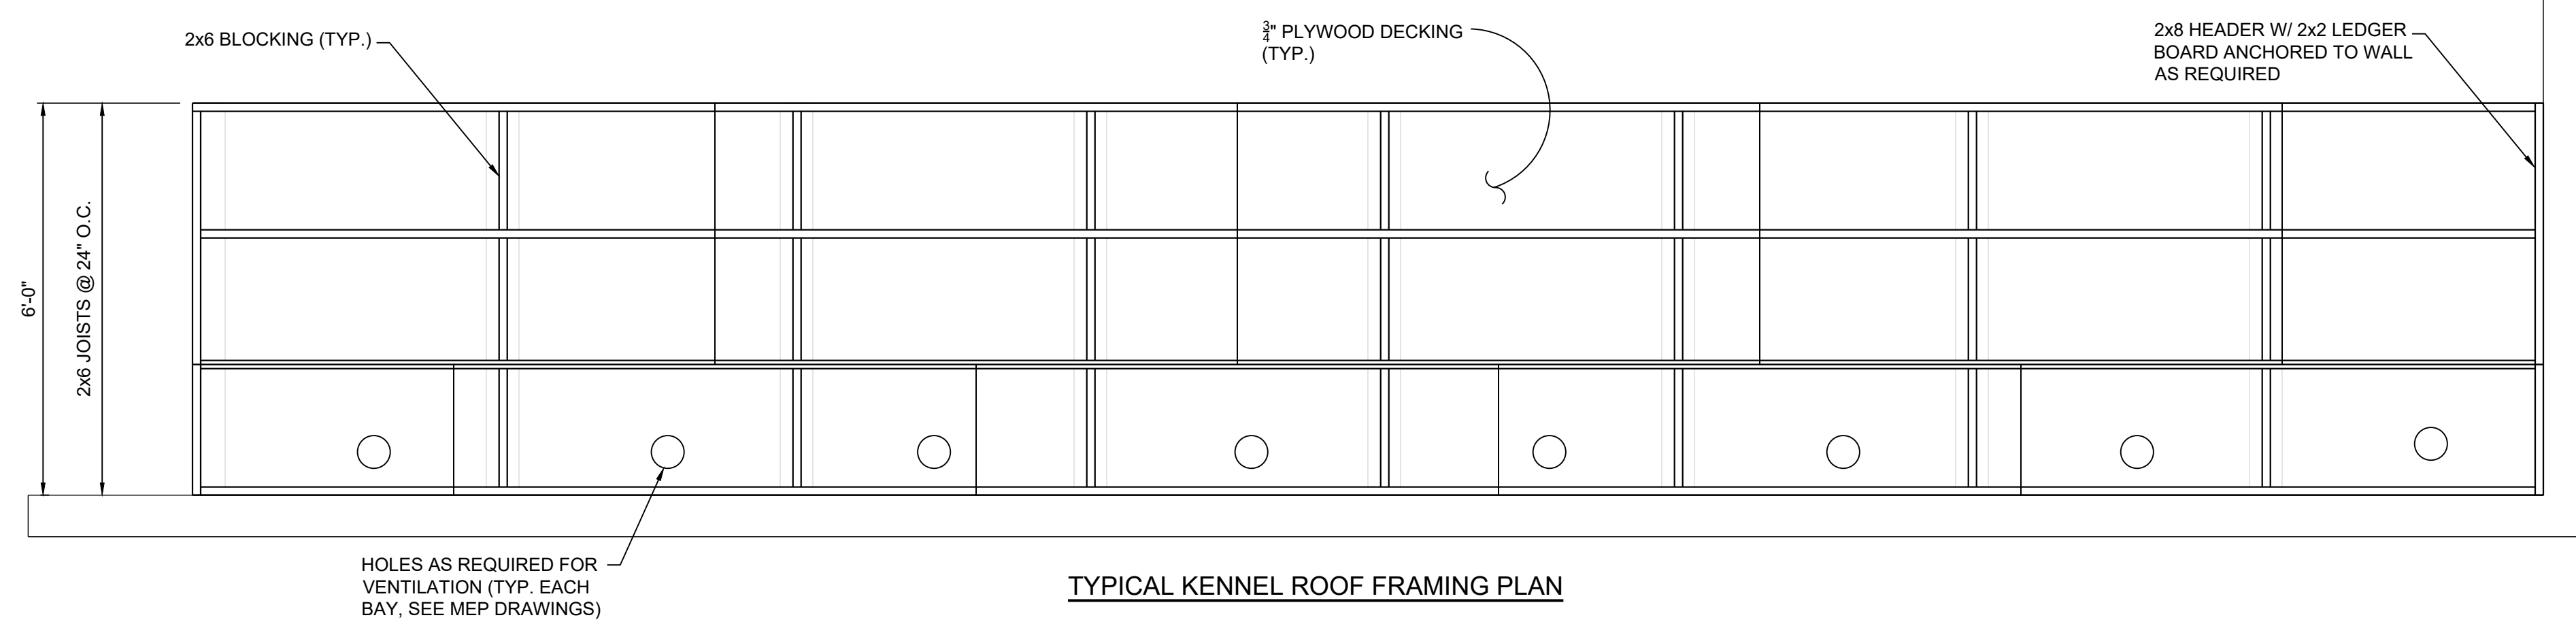 2x6 BLOCKING (TYP.)
3/4" PLYWOOD DECKING
(TYP.)
2x8 HEADER W/ 2x2 LEDGER
BOARD ANCHORED TO WALL
AS REQUIRED
6'-0"
2x6 JOISTS @ 24" O.C.
HOLES AS REQUIRED FOR
VENTILATION (TYP. EACH
BAY, SEE MEP DRAWINGS)
TYPICAL KENNEL ROOF FRAMING PLAN